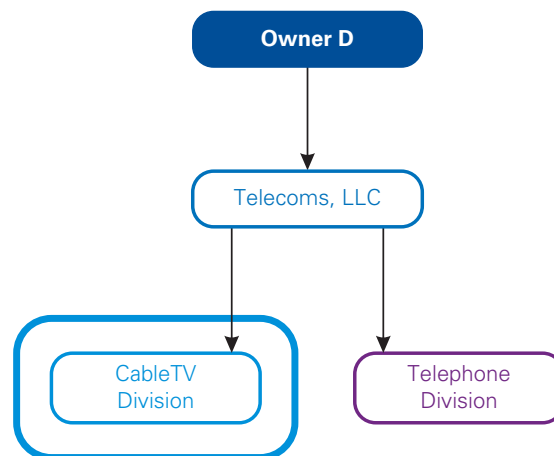 Owner D
Telecoms, LLC
CableTV
Division
Telephone
Division